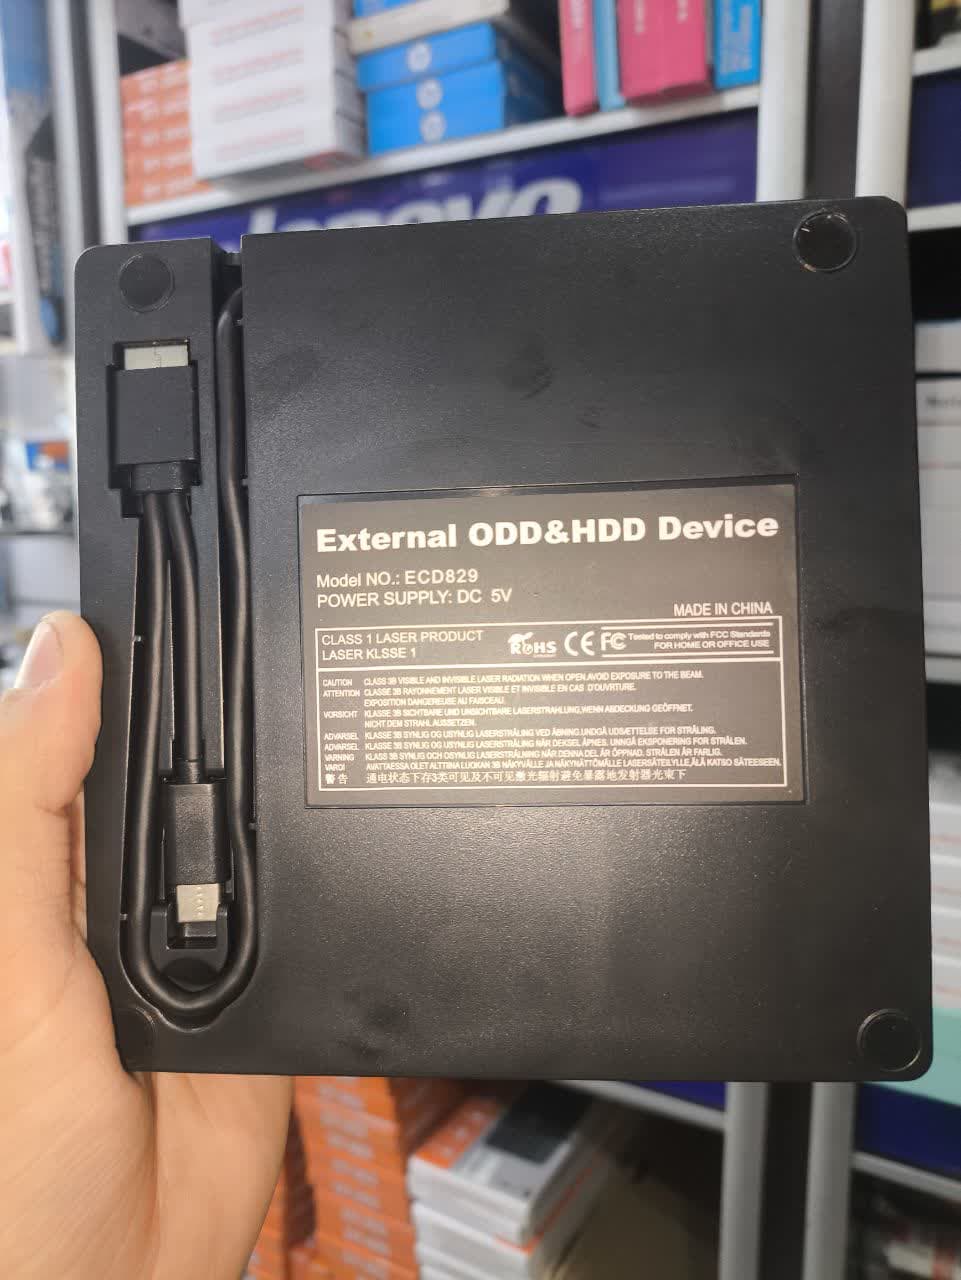 lenovo
External ODD&HDD Device
Model NO.: ECD829
POWER SUPPLY: DC 5V
MADE IN CHINA
CLASS 1 LASER PRODUCT
LASER KLSSE 1
RoHS CE FC Tested to comply with FCC Standards
FOR HOME OR OFFICE USE
CAUTION CLASS 3B VISIBLE AND INVISIBLE LASER RADIATION WHEN OPEN.AVOID EXPOSURE TO THE BEAM.
ATTENTION CLASSE 3B RAYONNEMENT LASER VISIBLE ET INVISIBLE EN CAS D'OUVRTURE.
EXPOSITION DANGEREUSE AU FAISCEAU.
VORSICHT KLASSE 3B SICHTBARE UND UNSICHTBARE LASERSTRAHLUNG,WENN ABDECKUNG GEÖFFNET.
NICHT DEM STRAHL AUSSETZEN.
ADVARSEL KLASSE 3B SYNLIG OG USYNLIG LASERSTRÅLING VED ÅBNING.UNDGÅ UDSÆTTELSE FOR STRÅLING.
ADVARSEL KLASSE 3B SYNLIG OG USYNLIG LASERSTRÅLING NÅR DEKSEL ÅPNES. UNNGÅ EKSPONERING FOR STRÅLEN.
VARNING KLASS 3B SYNLIG OCH OSYNLIG LASERSTRÅLNING NÄR DENNA DEL ÄR ÖPPNAD. STRÅLEN ÄR FARLIG.
VARO! AVATTAESSA OLET ALTTIINA LUOKAN 3B NÄKYVÄLLE JA NÄKYNÄTTÖMÄLLE LASERSÄTEILYLLE,ÄLÄ KATSO SÄTEESEEN.
警告 通电状态下存3类可见及不可见激光辐射避免暴露地发射器光束下